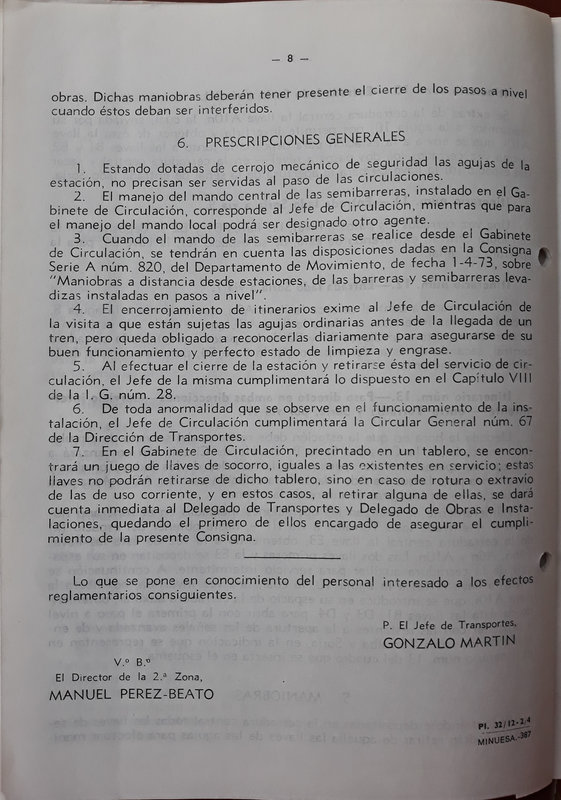 — 8 —
obras. Dichas maniobras deberán tener presente el cierre de los pasos a nivel
cuando éstos deban ser interferidos.
6. PRESCRIPCIONES GENERALES
1. Estando dotadas de cerrojo mecánico de seguridad las agujas de la
estación, no precisan ser servidas al paso de las circulaciones.
2. El manejo del mando central de las semibarreras, instalado en el Ga-
binete de Circulación, corresponde al Jefe de Circulación, mientras que para
el manejo del mando local podrá ser designado otro agente.
3. Cuando el mando de las semibarreras se realice desde el Gabinete
de Circulación, se tendrán en cuenta las disposiciones dadas en la Consigna
Serie A núm. 820, del Departamento de Movimiento, de fecha 1-4-73, sobre
"Maniobras a distancia desde estaciones, de las barreras y semibarreras leva-
dizas instaladas en pasos a nivel".
4. El encerrojamiento de itinerarios exime al Jefe de Circulación de
la visita a que están sujetas las agujas ordinarias antes de la llegada de un
tren, pero queda obligado a reconocerlas diariamente para asegurarse de su
buen funcionamiento y perfecto estado de limpieza y engrase.
5. Al efectuar el cierre de la estación y retirarse ésta del servicio de cir-
culación, el Jefe de la misma cumplimentará lo dispuesto en el Capítulo VIII
de la I. G. núm. 28.
6. De toda anormalidad que se observe en el funcionamiento de la ins-
talación, el Jefe de Circulación cumplimentará la Circular General núm. 67
de la Dirección de Transportes.
7. En el Gabinete de Circulación, precintado en un tablero, se encon-
trará un juego de llaves de socorro, iguales a las existentes en servicio; estas
llaves no podrán retirarse de dicho tablero, sino en caso de rotura o extravío
de las de uso corriente, y en estos casos, al retirar alguna de ellas, se dará
cuenta inmediata al Delegado de Transportes y Delegado de Obras e Insta-
laciones, quedando el primero de ellos encargado de asegurar el cumpli-
miento de la presente Consigna.
Lo que se pone en conocimiento del personal interesado a los efectos
reglamentarios consiguientes.
P. El Jefe de Transportes,
GONZALO MARTIN
V.º B.º
El Director de la 2.ª Zona,
MANUEL PEREZ-BEATO
Pl. 32/12-2.4
MINUESA.-387